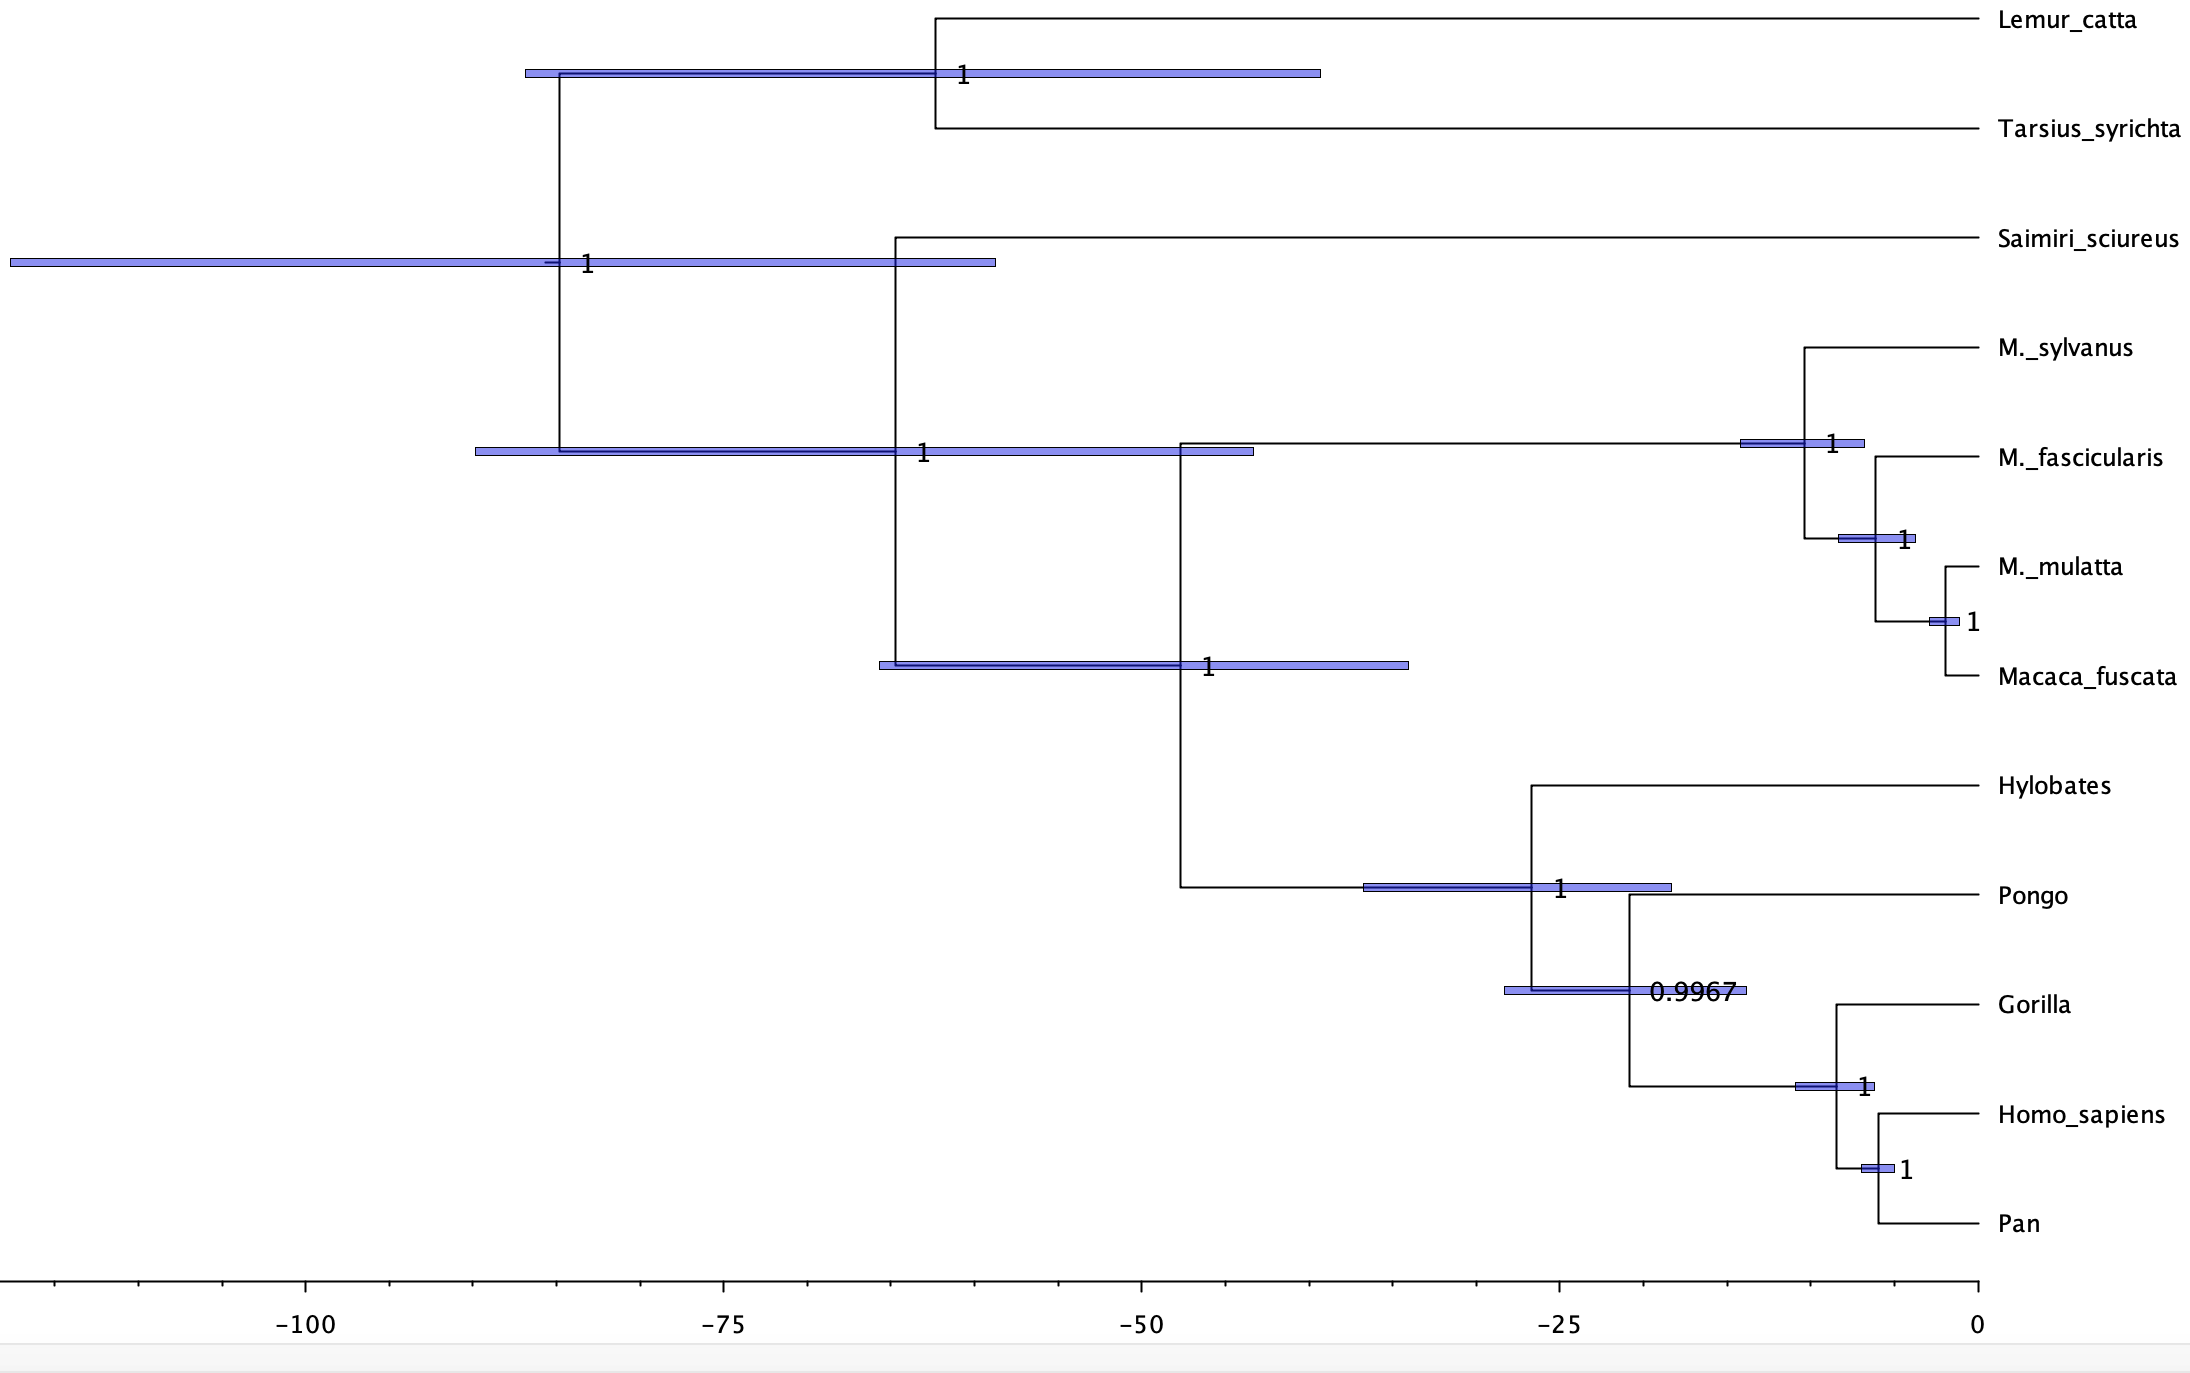 Lemur_catta
1
Tarsius_syrichta
Saimiri_sciureus
1
M._sylvanus
1
1
M._fascicularis
1
M._mulatta
1
1
Macaca_fuscata
Hylobates
1
Pongo
0.9967
Gorilla
1
Homo_sapiens
1
Pan
-100 -75 -50 -25 0